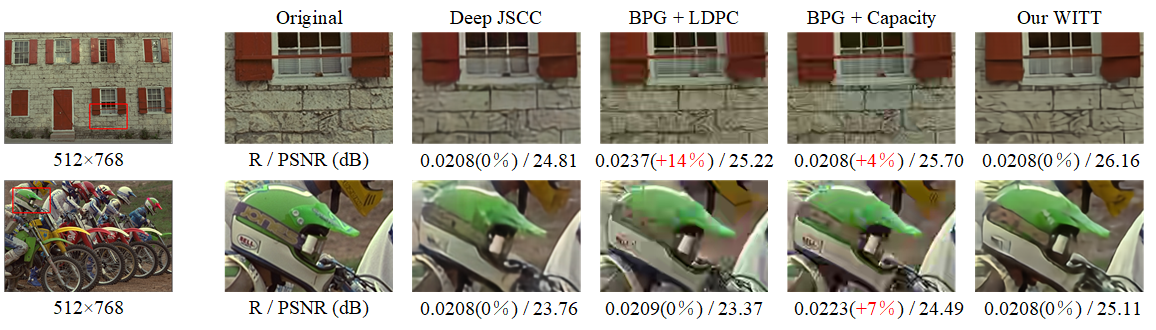 Original Deep JSCC BPG + LDPC BPG + Capacity Our WITT
512×768 R / PSNR (dB) 0.0208(0%) / 24.81 0.0237(+14%) / 25.22 0.0208(+4%) / 25.70 0.0208(0%) / 26.16
BELL
512×768 R / PSNR (dB) 0.0208(0%) / 23.76 0.0209(0%) / 23.37 0.0223(+7%) / 24.49 0.0208(0%) / 25.11